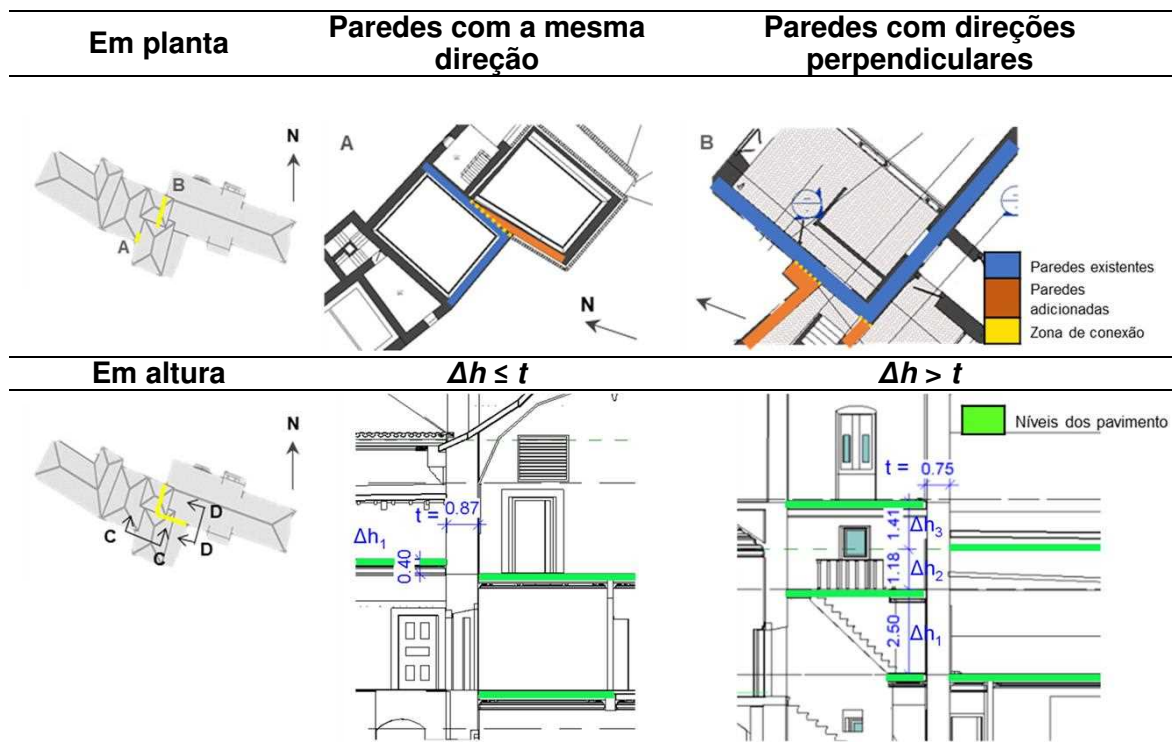 Em planta
Paredes com a mesma
direção
Paredes com direções
perpendiculares
N
B
A
A
N
B
Paredes existentes
Paredes
adicionadas
Zona de conexão
Em altura
Δh ≤ t
Δh > t
N
D
C
C
D
t = 0.87
Δh1
0.40
Níveis dos pavimento
t = 0.75
1.41
Δh3
1.18
Δh2
2.50
Δh1